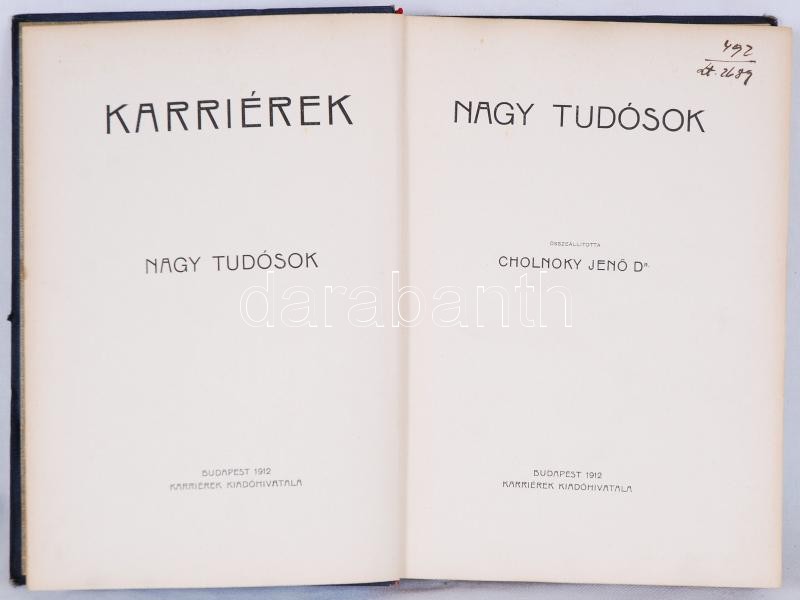 KARRIÉREK
NAGY TUDÓSOK
BUDAPEST 1912
KARRIÉREK KIADÓHIVATALA
492
2689
NAGY TUDÓSOK
ÖSSZEÁLLÍTOTTA
CHOLNOKY JENŐ DR.
BUDAPEST 1912
KARRIÉREK KIADÓHIVATALA
darabanth